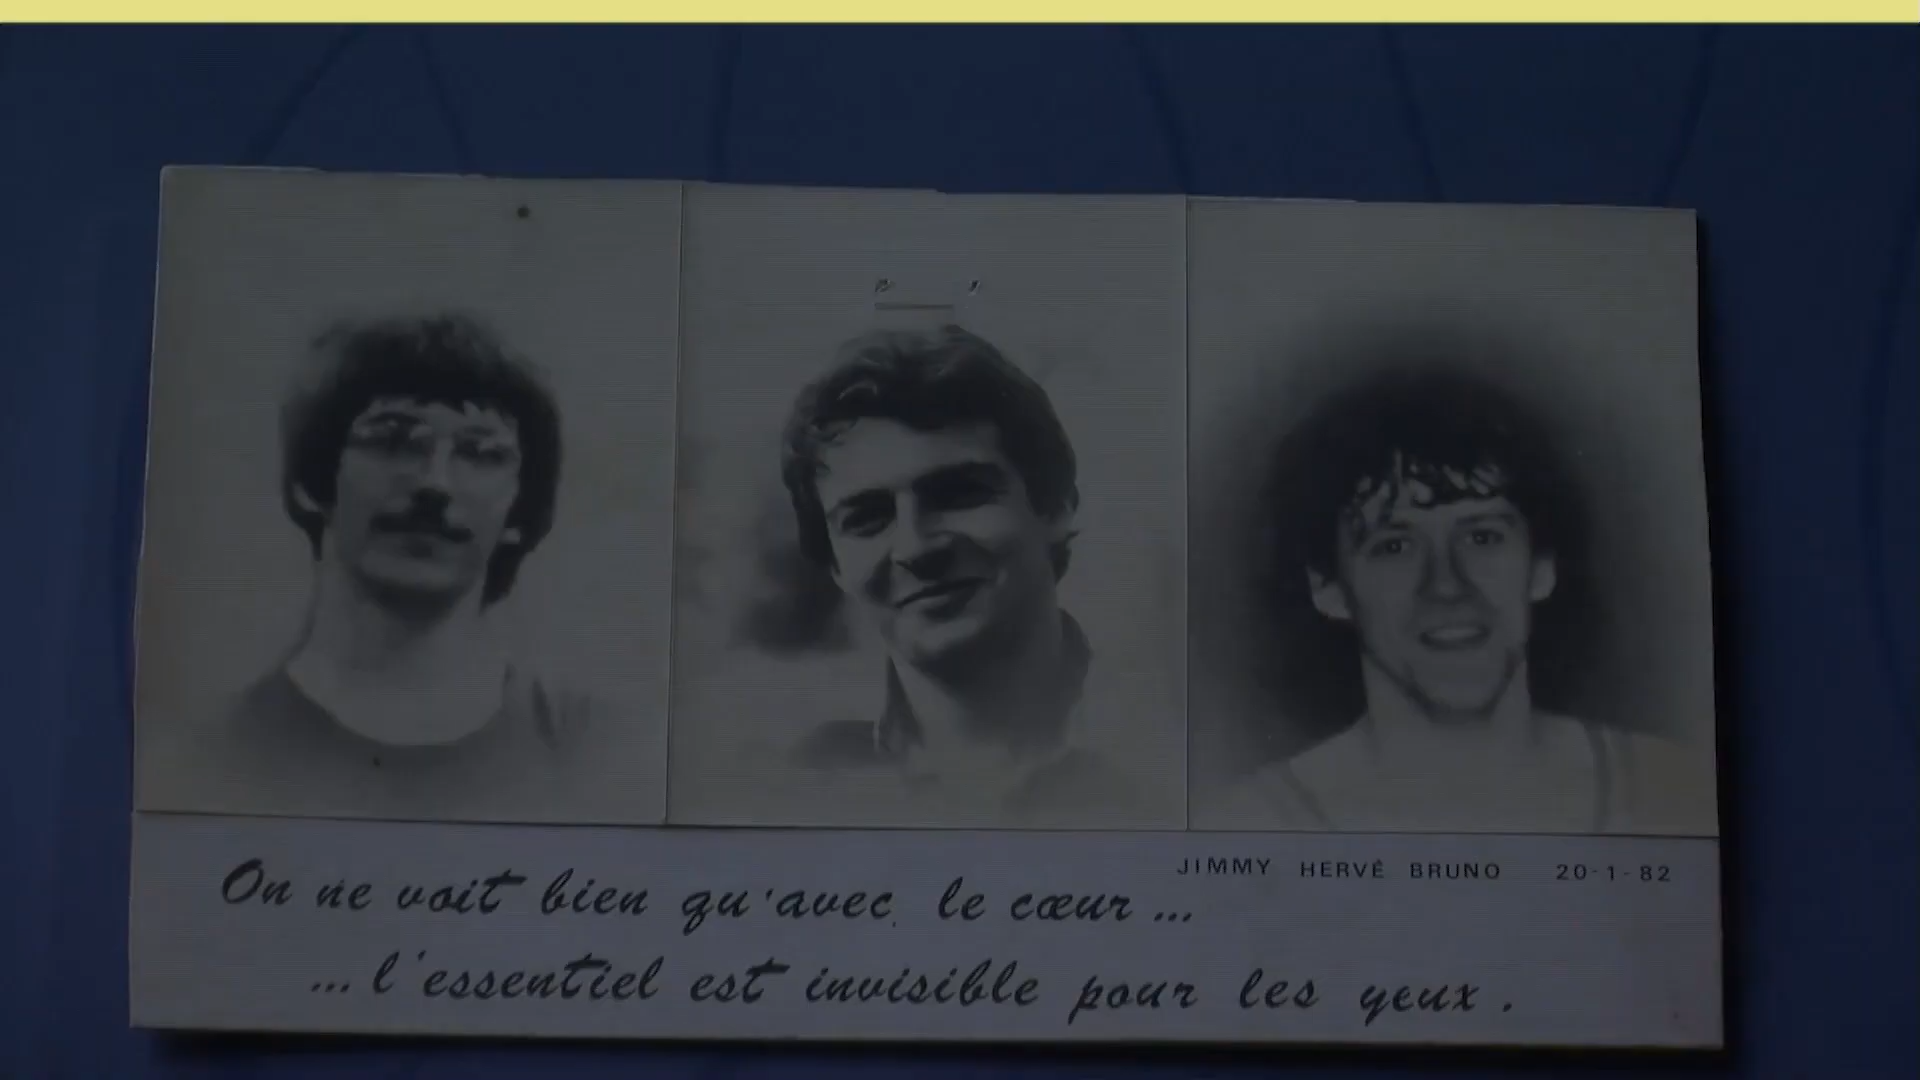 JIMMY HERVÉ BRUNO 20-1-82
On ne voit bien qu'avec le cœur...
...l'essentiel est invisible pour les yeux.